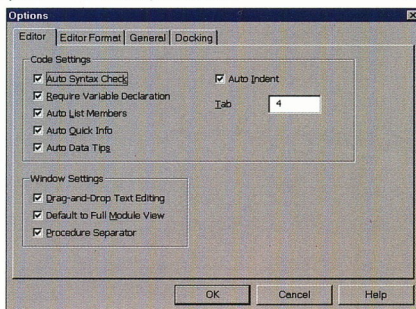 Options
Editor
Editor Format
General
Docking
Code Settings
Auto Syntax Check
Require Variable Declaration
Auto List Members
Auto Quick Info
Auto Data Tips
Auto Indent
Tab 4
Window Settings
Drag-and-Drop Text Editing
Default to Full Module View
Procedure Separator
OK
Cancel
Help